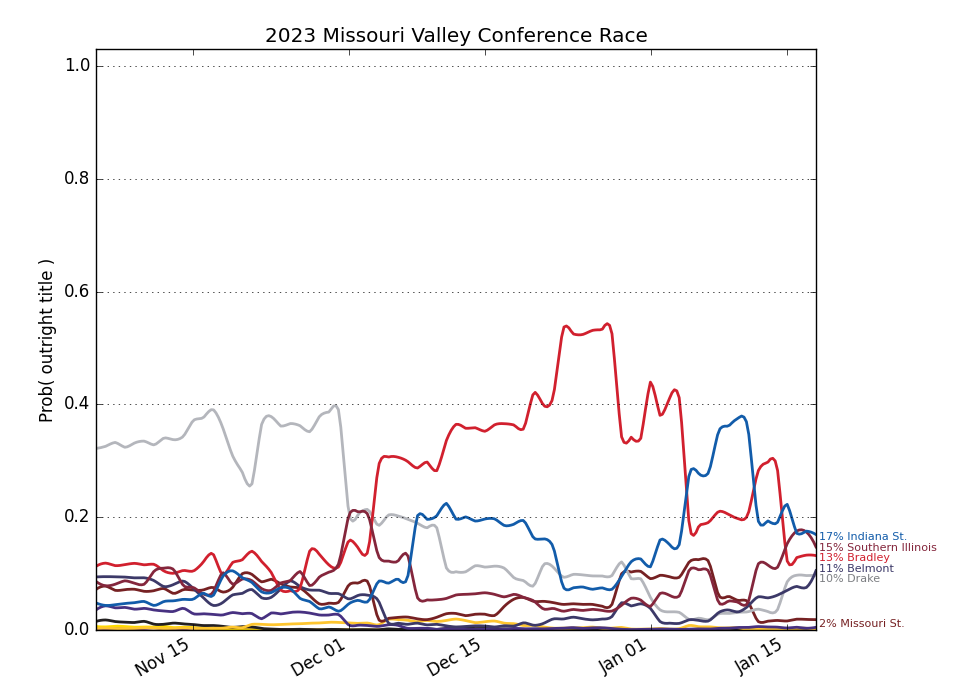 2023 Missouri Valley Conference Race
1.0
0.8
0.6
0.4
0.2
0.0
Prob( outright title )
17% Indiana St.
15% Southern Illinois
13% Bradley
11% Belmont
10% Drake
2% Missouri St.
Nov 15
Dec 01
Dec 15
Jan 01
Jan 15